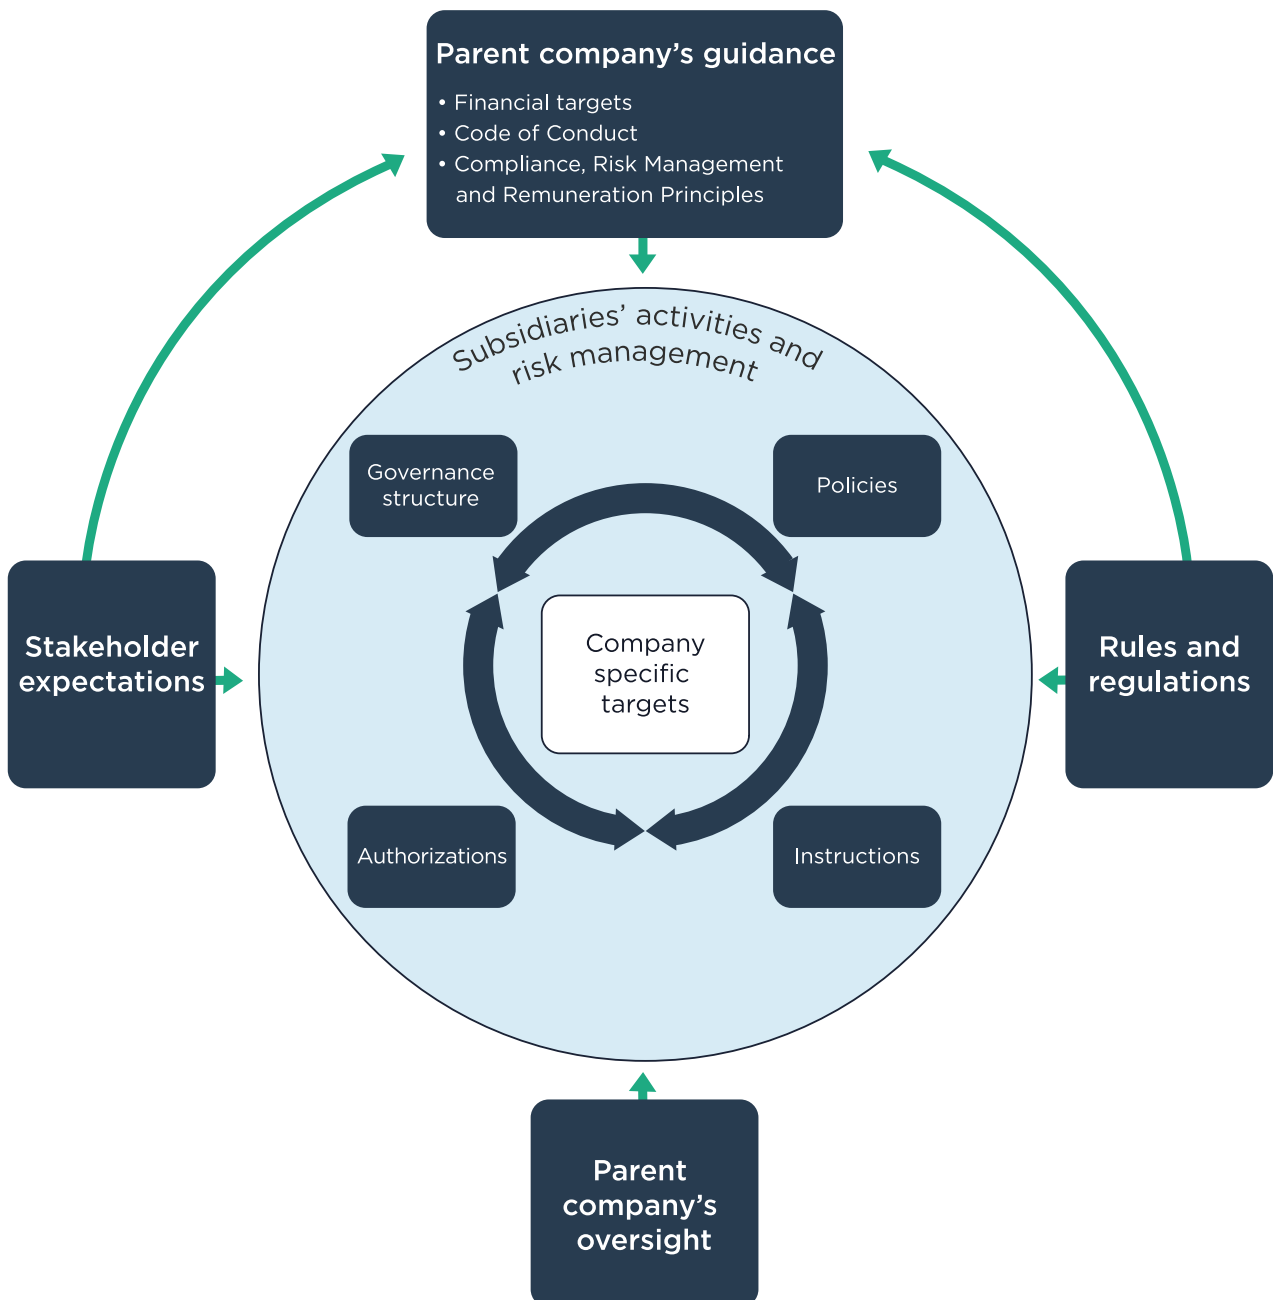 Parent company’s guidance
• Financial targets
• Code of Conduct
• Compliance, Risk Management
and Remuneration Principles
Subsidiaries’ activities and
risk management
Governance
structure
Policies
Company
specific
targets
Stakeholder
expectations
Rules and
regulations
Authorizations
Instructions
Parent
company’s
oversight